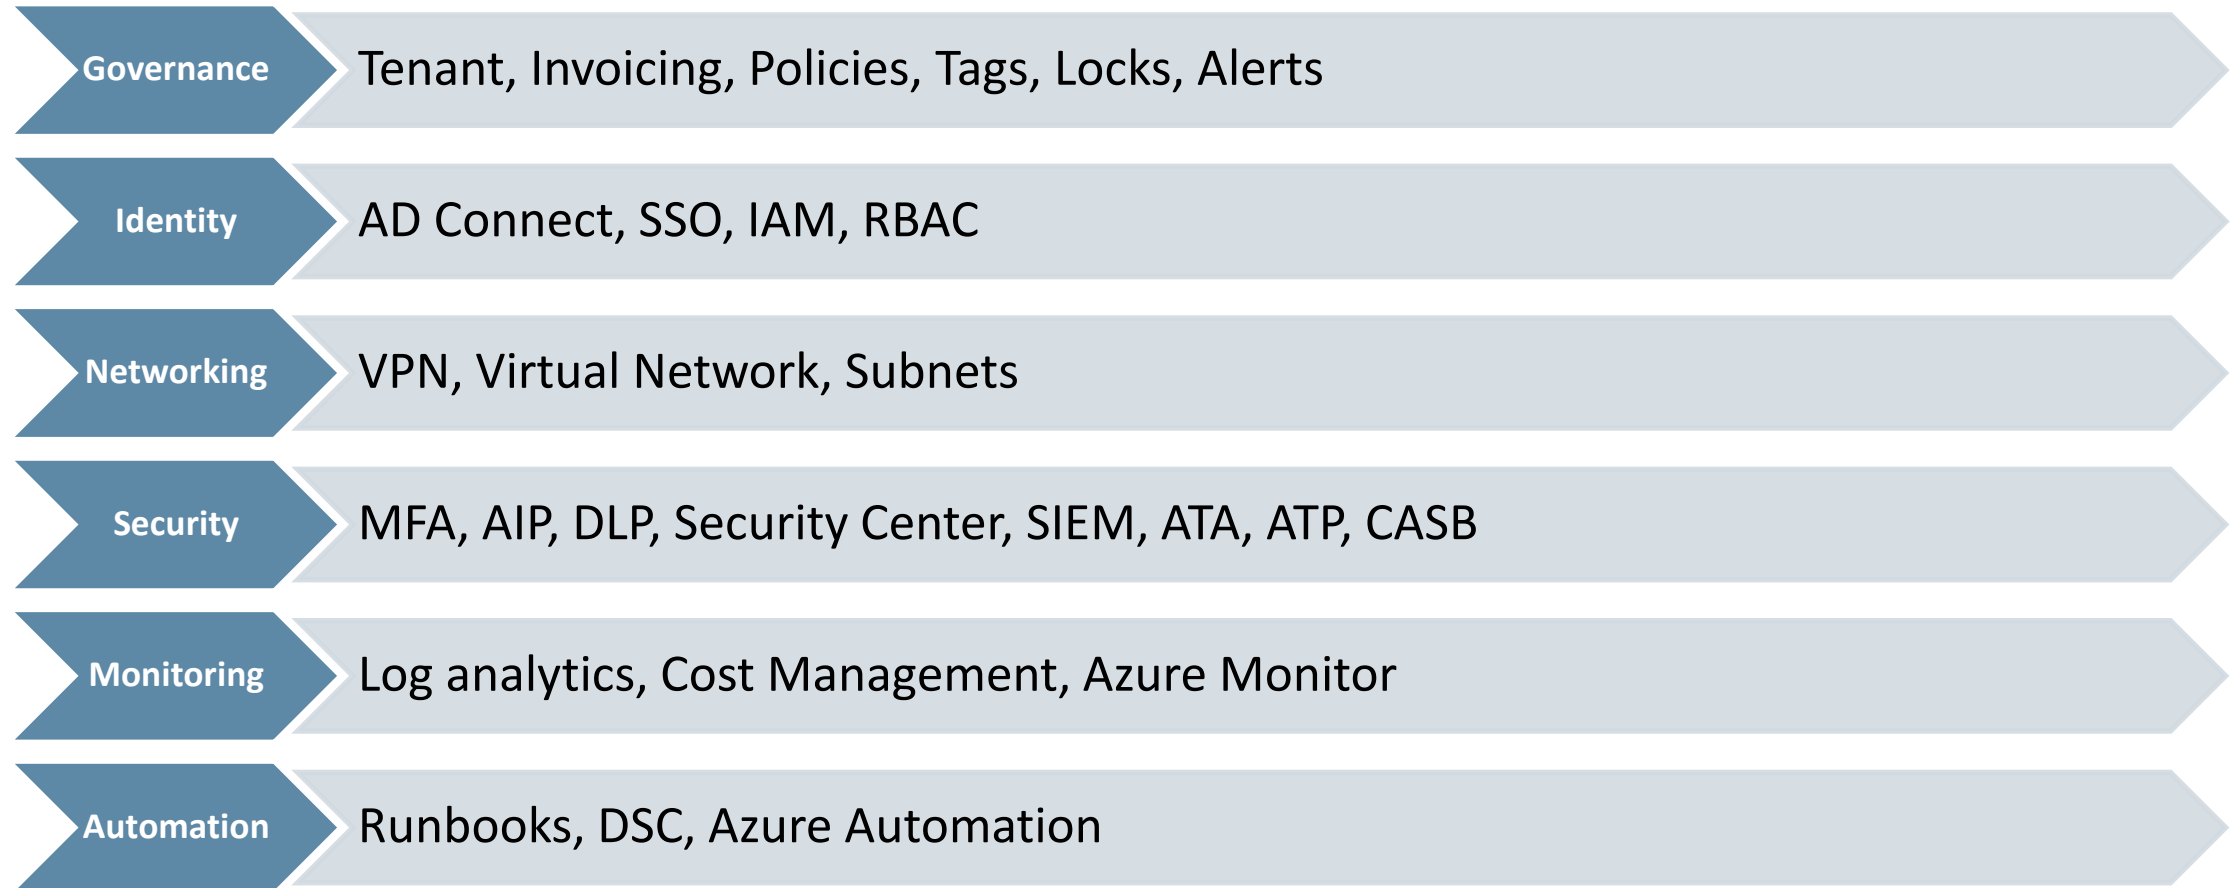 Governance
Tenant, Invoicing, Policies, Tags, Locks, Alerts
Identity
AD Connect, SSO, IAM, RBAC
Networking
VPN, Virtual Network, Subnets
Security
MFA, AIP, DLP, Security Center, SIEM, ATA, ATP, CASB
Monitoring
Log analytics, Cost Management, Azure Monitor
Automation
Runbooks, DSC, Azure Automation